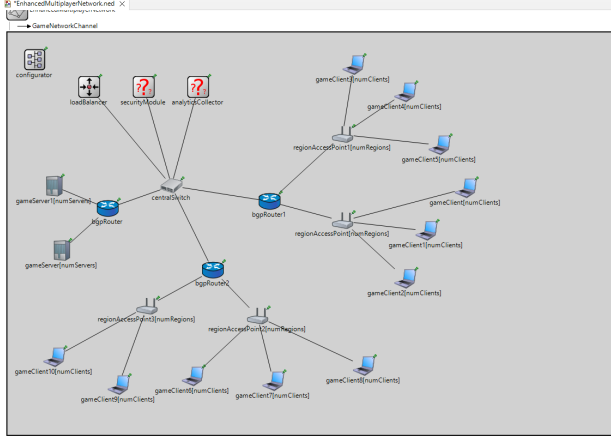 *EnhancedMultiplayerNetwork.ned
EnhancedMultiplayerNetwork
GameNetworkChannel
configurator
loadBalancer
securityModule
analyticsCollector
gameClient3[numClients]
gameClient4[numClients]
regionAccessPoint1[numRegions]
gameClient5[numClients]
centralSwitch
gameServer1[numServers]
bgpRouter
bgpRouter1
gameClient[numClients]
regionAccessPoint[numRegions]
gameClient1[numClients]
gameServer[numServers]
bgpRouter2
gameClient2[numClients]
regionAccessPoint3[numRegions]
regionAccessPoint2[numRegions]
gameClient10[numClients]
gameClient9[numClients]
gameClient6[numClients]
gameClient7[numClients]
gameClient8[numClients]